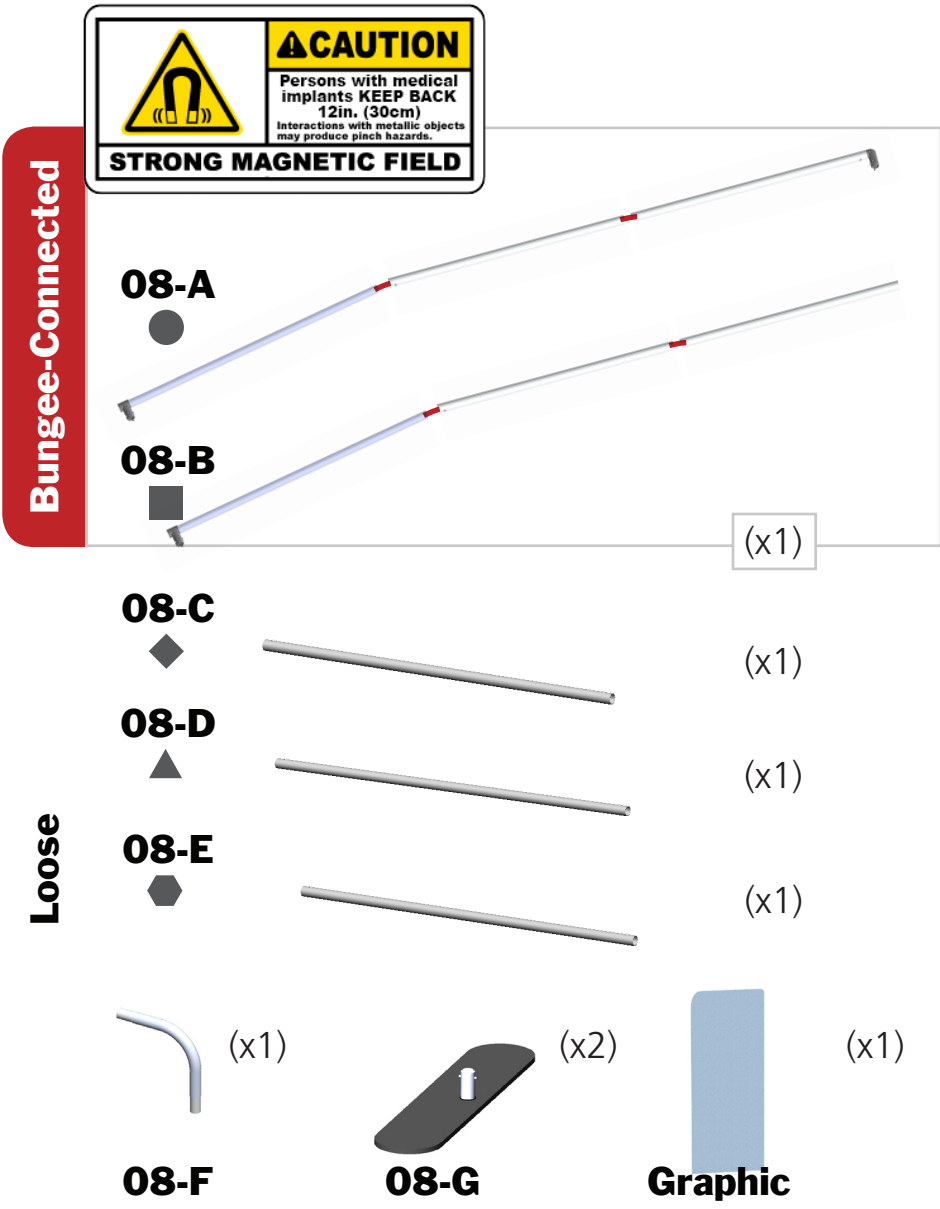 CAUTION
Persons with medical
implants KEEP BACK
12in. (30cm)
Interactions with metallic objects
may produce pinch hazards.
STRONG MAGNETIC FIELD
Bungee-Connected
08-A
08-B
(x1)
08-C
(x1)
08-D
(x1)
Loose
08-E
(x1)
(x1)
(x2)
(x1)
08-F
08-G
Graphic